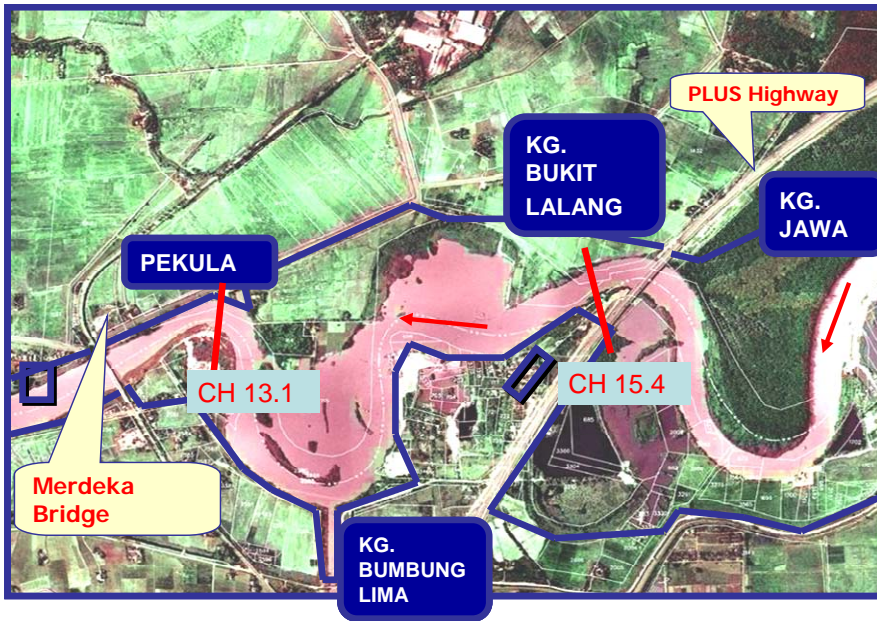 PLUS Highway
KG.
BUKIT
LALANG
KG.
JAWA
PEKULA
CH 13.1
CH 15.4
Merdeka
Bridge
KG.
BUMBUNG
LIMA